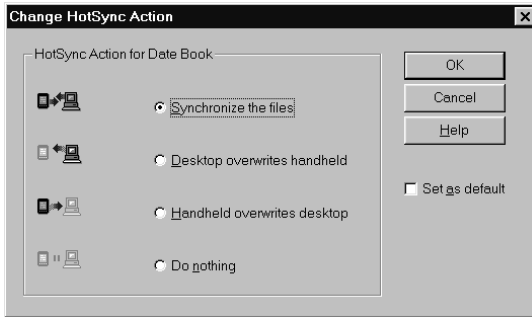 Change HotSync Action
HotSync Action for Date Book
Synchronize the files
Desktop overwrites handheld
Handheld overwrites desktop
Do nothing
OK
Cancel
Help
Set as default